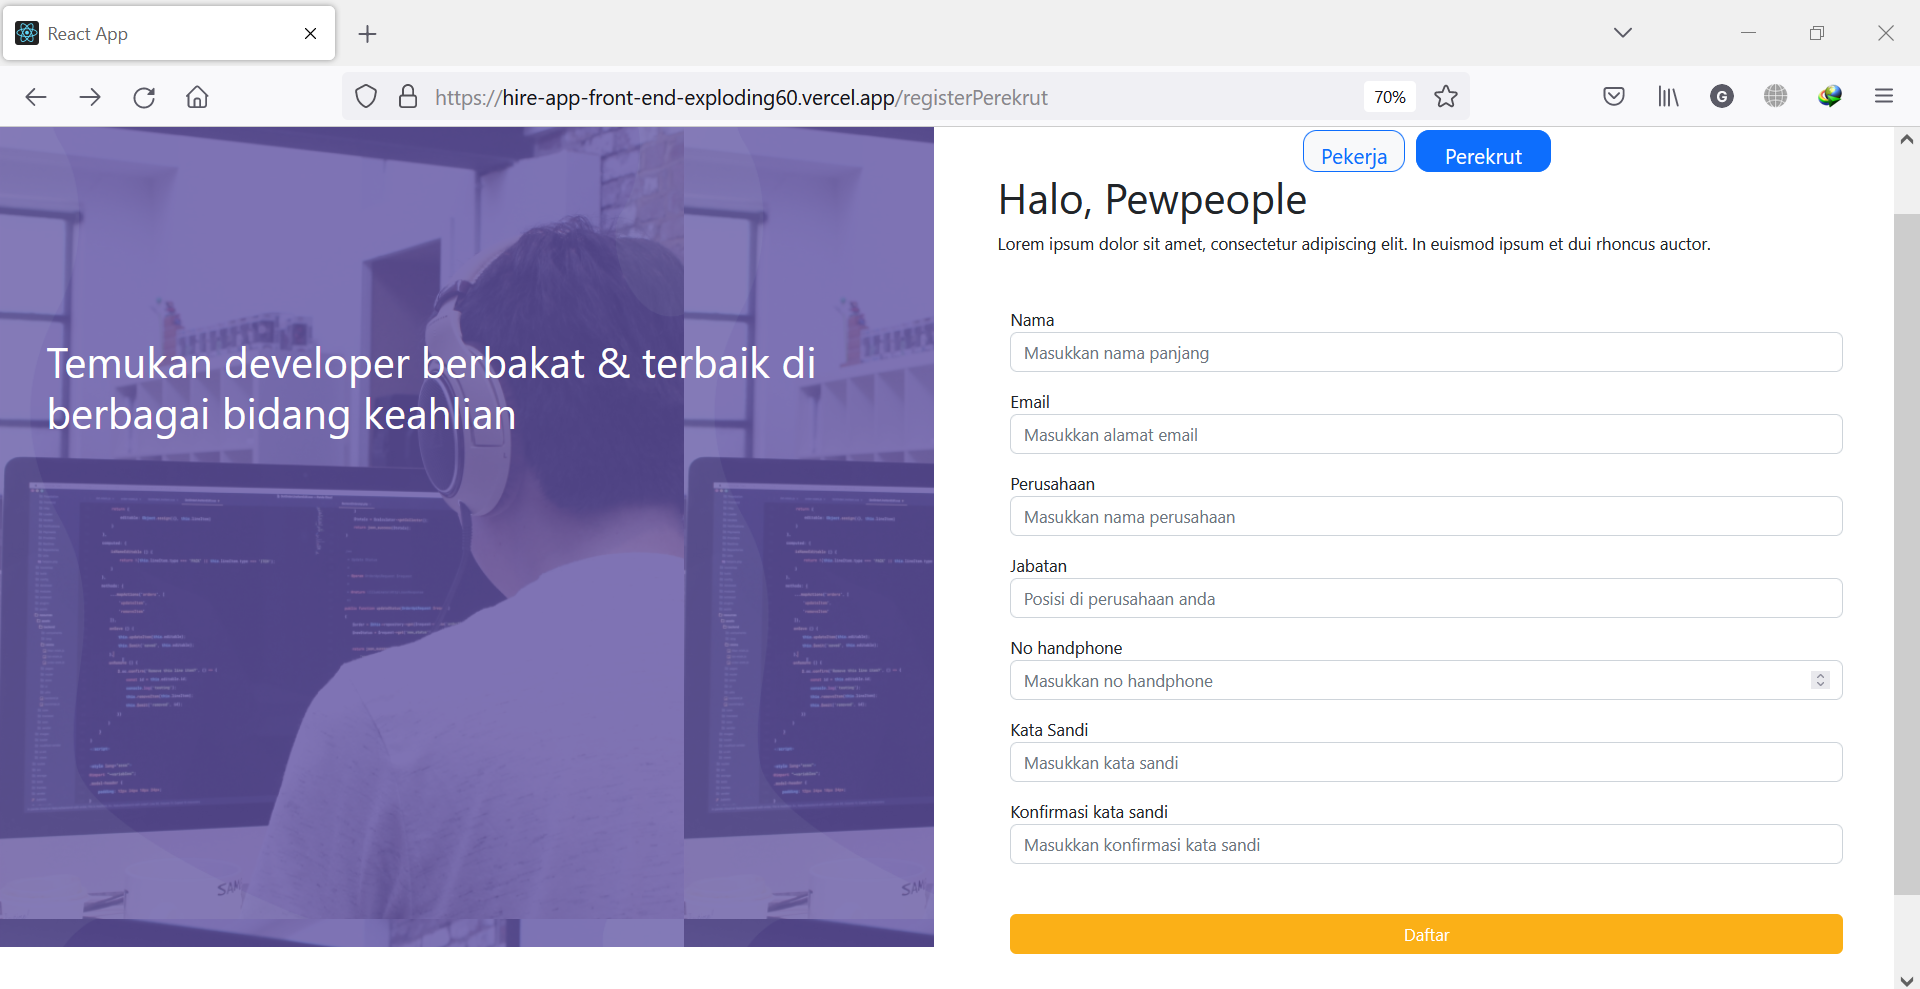 React App
https://hire-app-front-end-exploding60.vercel.app/registerPerekrut
70%
G
Temukan developer berbakat & terbaik di
berbagai bidang keahlian
Pekerja
Perekrut
Halo, Pewpeople
Lorem ipsum dolor sit amet, consectetur adipiscing elit. In euismod ipsum et dui rhoncus auctor.
Nama
Masukkan nama panjang
Email
Masukkan alamat email
Perusahaan
Masukkan nama perusahaan
Jabatan
Posisi di perusahaan anda
No handphone
Masukkan no handphone
Kata Sandi
Masukkan kata sandi
Konfirmasi kata sandi
Masukkan konfirmasi kata sandi
Daftar